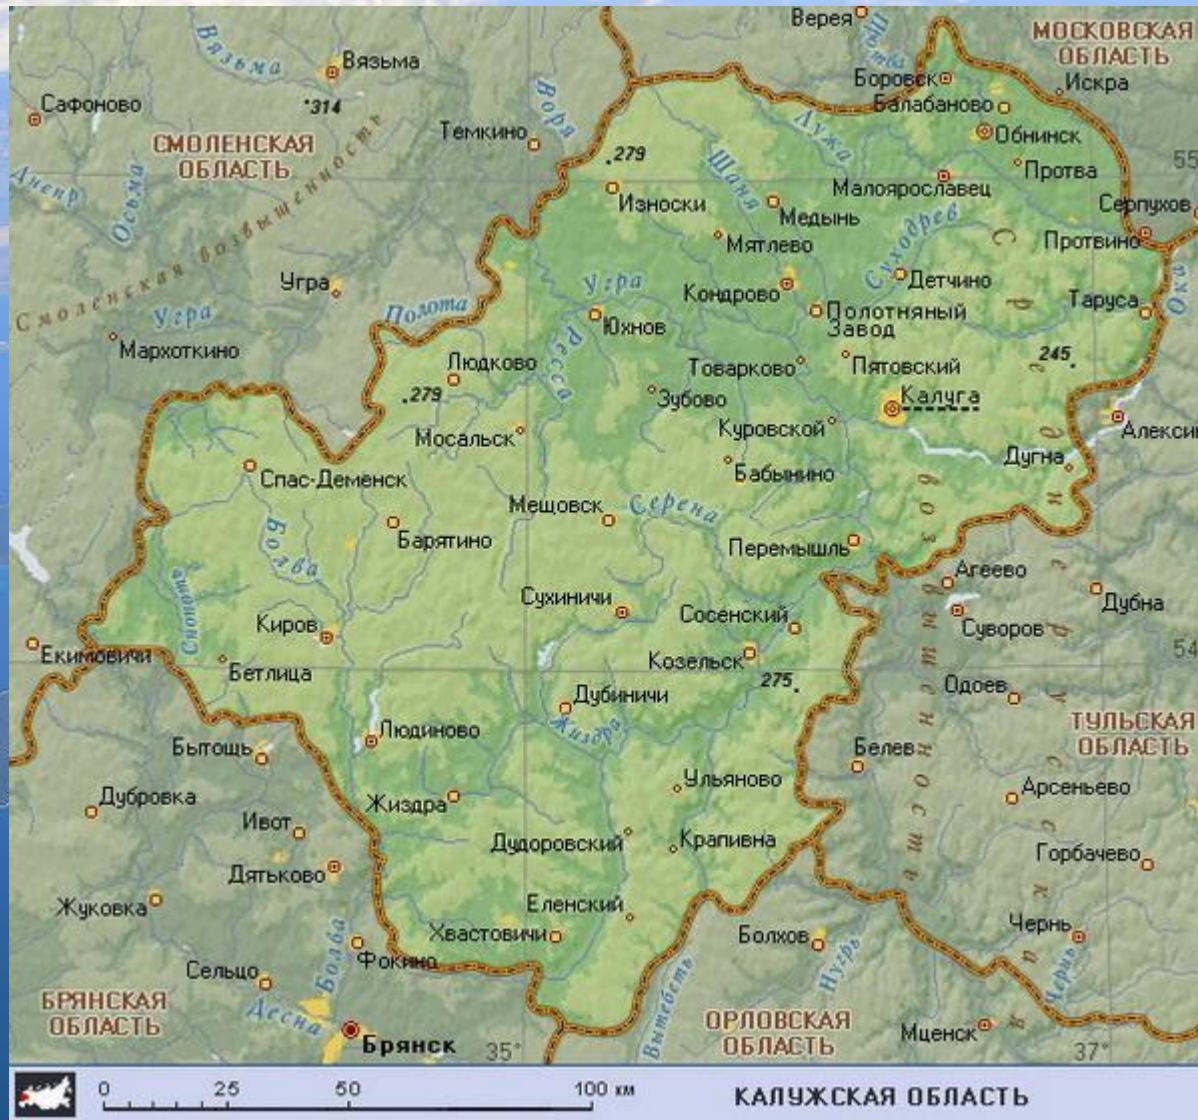 Верея
МОСКОВСКАЯ
ОБЛАСТЬ
Вязьма
Вязьма
Боровск
Искра
Сафоново
314
Воря
Балабаново
Темкино
Лужа
Обнинск
СМОЛЕНСКАЯ
ОБЛАСТЬ
279
Шаня
Протва
55
Днепр
Осьма
Износки
Малоярославец
Медынь
Серпухов
Смоленская возвышенность
Мятлево
Суходрев
Протвино
Угра
Полота
Угра
Кондрово
Детчино
Ока
Угра
Юхнов
Полотняный
Завод
Таруса
Мархоткино
Людково
Ресса
Товарково
Пятовский
245
279
Зубово
Калуга
Мосальск
Куровской
Алексин
Спас-Деменск
Бабынино
Дугна
Мещовск
Серена
Болва
Барятино
Перемышль
Среднерусская
возвышенность
Снопоть
Агеево
Дубна
Сухиничи
Сосенский
Суворов
Киров
Екимовичи
Козельск
54
Бетлица
275
Одоев
Дубиничи
Жиздра
ТУЛЬСКАЯ
ОБЛАСТЬ
Людиново
Бытошь
Белев
Ульяново
Дубровка
Жиздра
Арсеньево
Ивот
Дудоровский
Крапивна
Горбачево
Дятьково
Жуковка
Еленский
Чернь
Болва
Хвастовичи
Болхов
Фокино
Нугрь
Чернь
Сельцо
Вытебеть
БРЯНСКАЯ
ОБЛАСТЬ
Десна
ОРЛОВСКАЯ
ОБЛАСТЬ
Мценск
Брянск
35°
37°
0 25 50 100 км
КАЛУЖСКАЯ ОБЛАСТЬ